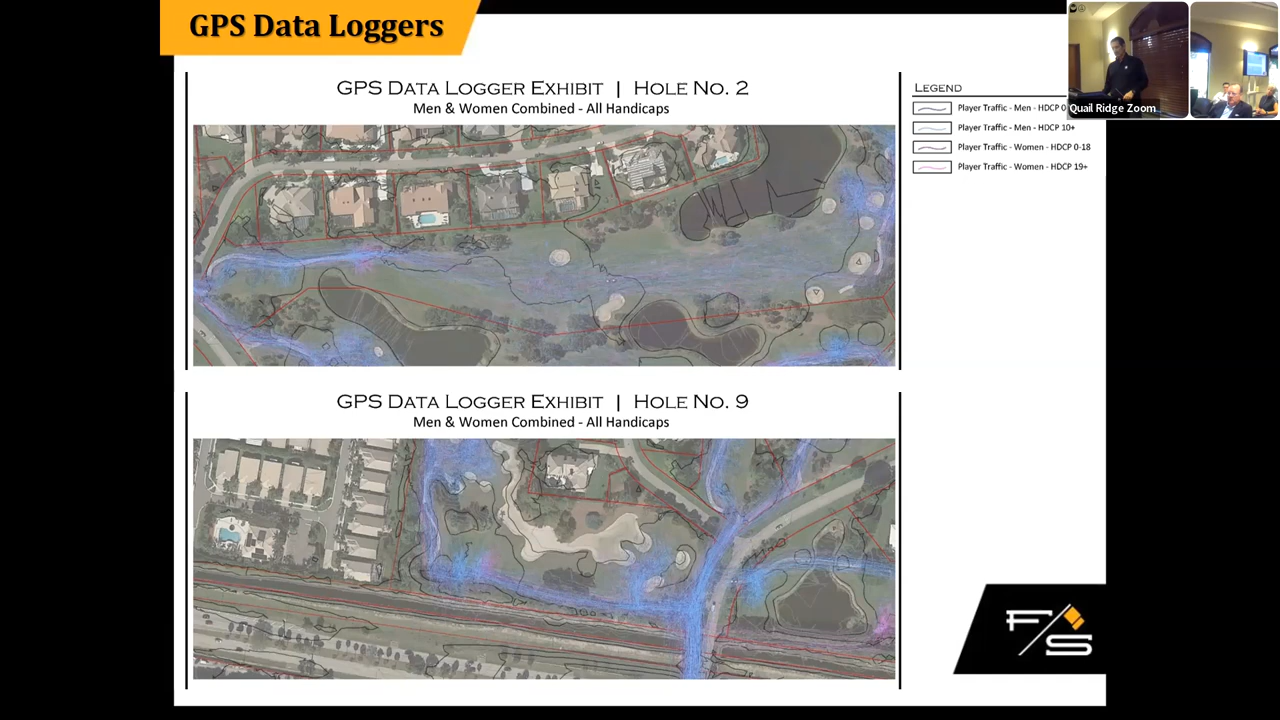 GPS Data Loggers
GPS DATA LOGGER EXHIBIT | HOLE NO. 2
Men & Women Combined - All Handicaps
LEGEND
Player Traffic - Men - HDCP 0
Player Traffic - Men - HDCP 10+
Player Traffic - Women - HDCP 0-18
Player Traffic - Women - HDCP 19+
Quail Ridge Zoom
GPS DATA LOGGER EXHIBIT | HOLE NO. 9
Men & Women Combined - All Handicaps
F/S